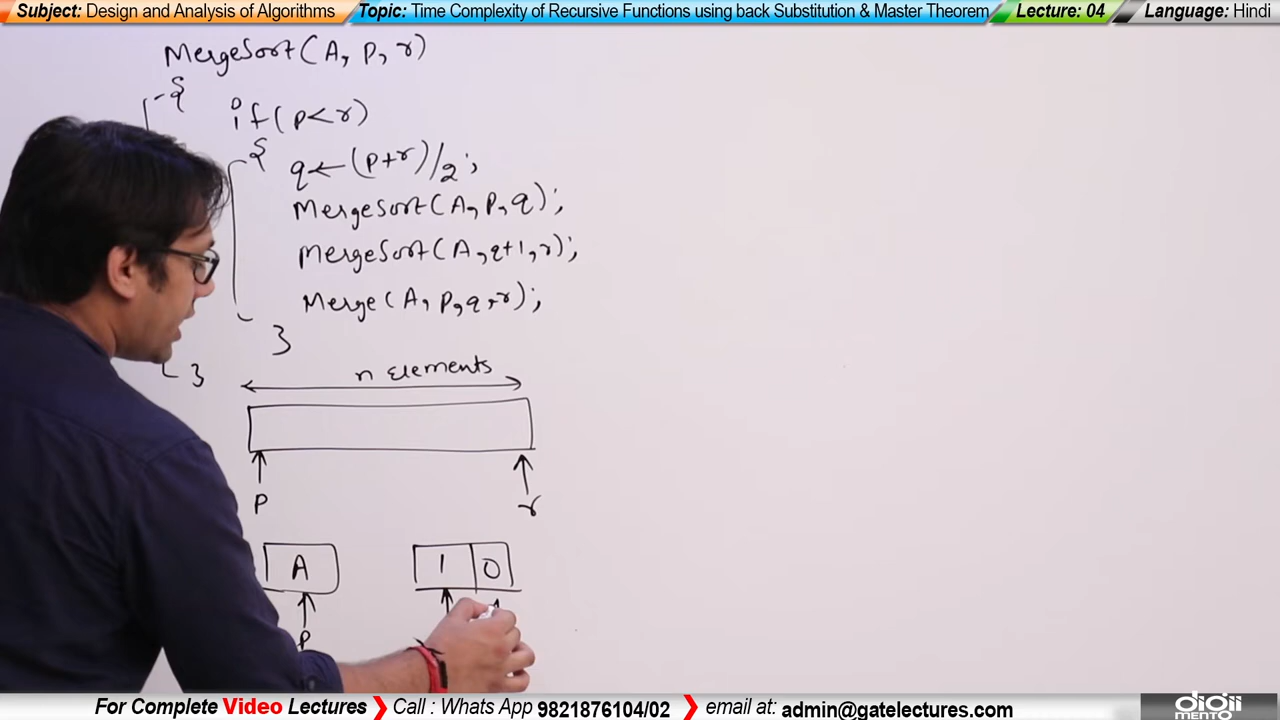 Subject: Design and Analysis of Algorithms Topic: Time Complexity of Recursive Functions using back Substitution & Master Theorem Lecture: 04 Language: Hindi
MergeSort(A, P, r)
{
if(p<r)
{ q←(p+r)/2;
MergeSort(A, P, q);
MergeSort(A, q+1, r);
Merge(A, P, q, r);
}
}
n Elements
P r
A 1 0
P
For Complete Video Lectures Call : Whats App 9821876104/02 email at: admin@gatelectures.com digii
MENTO